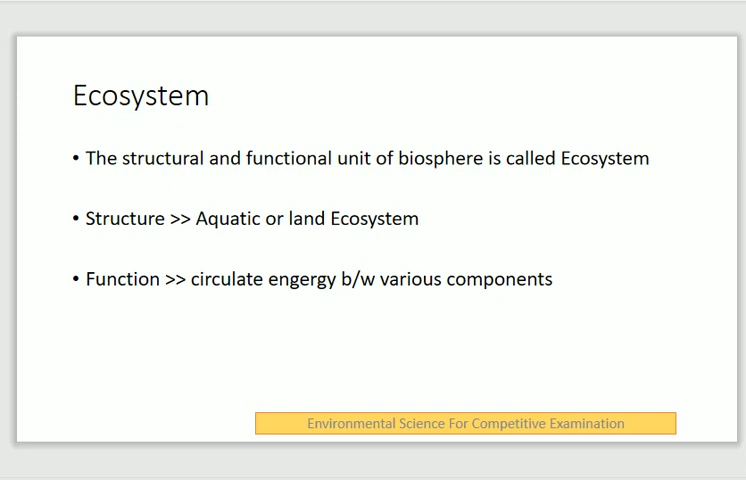 Ecosystem
• The structural and functional unit of biosphere is called Ecosystem
• Structure >> Aquatic or land Ecosystem
• Function >> circulate engergy b/w various components
Environmental Science For Competitive Examination